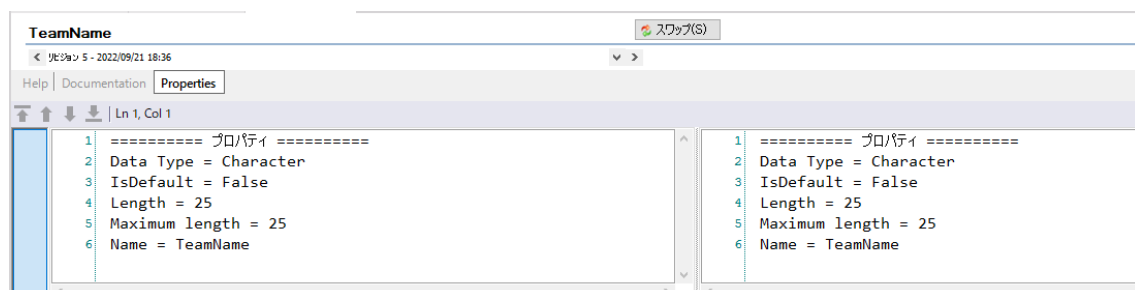 TeamName
スワップ(S)
リビジョン 5 - 2022/09/21 18:36
Help | Documentation Properties
Ln 1, Col 1
1 ========== プロパティ ==========
2 Data Type = Character
3 IsDefault = False
4 Length = 25
5 Maximum length = 25
6 Name = TeamName
1 ========== プロパティ ==========
2 Data Type = Character
3 IsDefault = False
4 Length = 25
5 Maximum length = 25
6 Name = TeamName